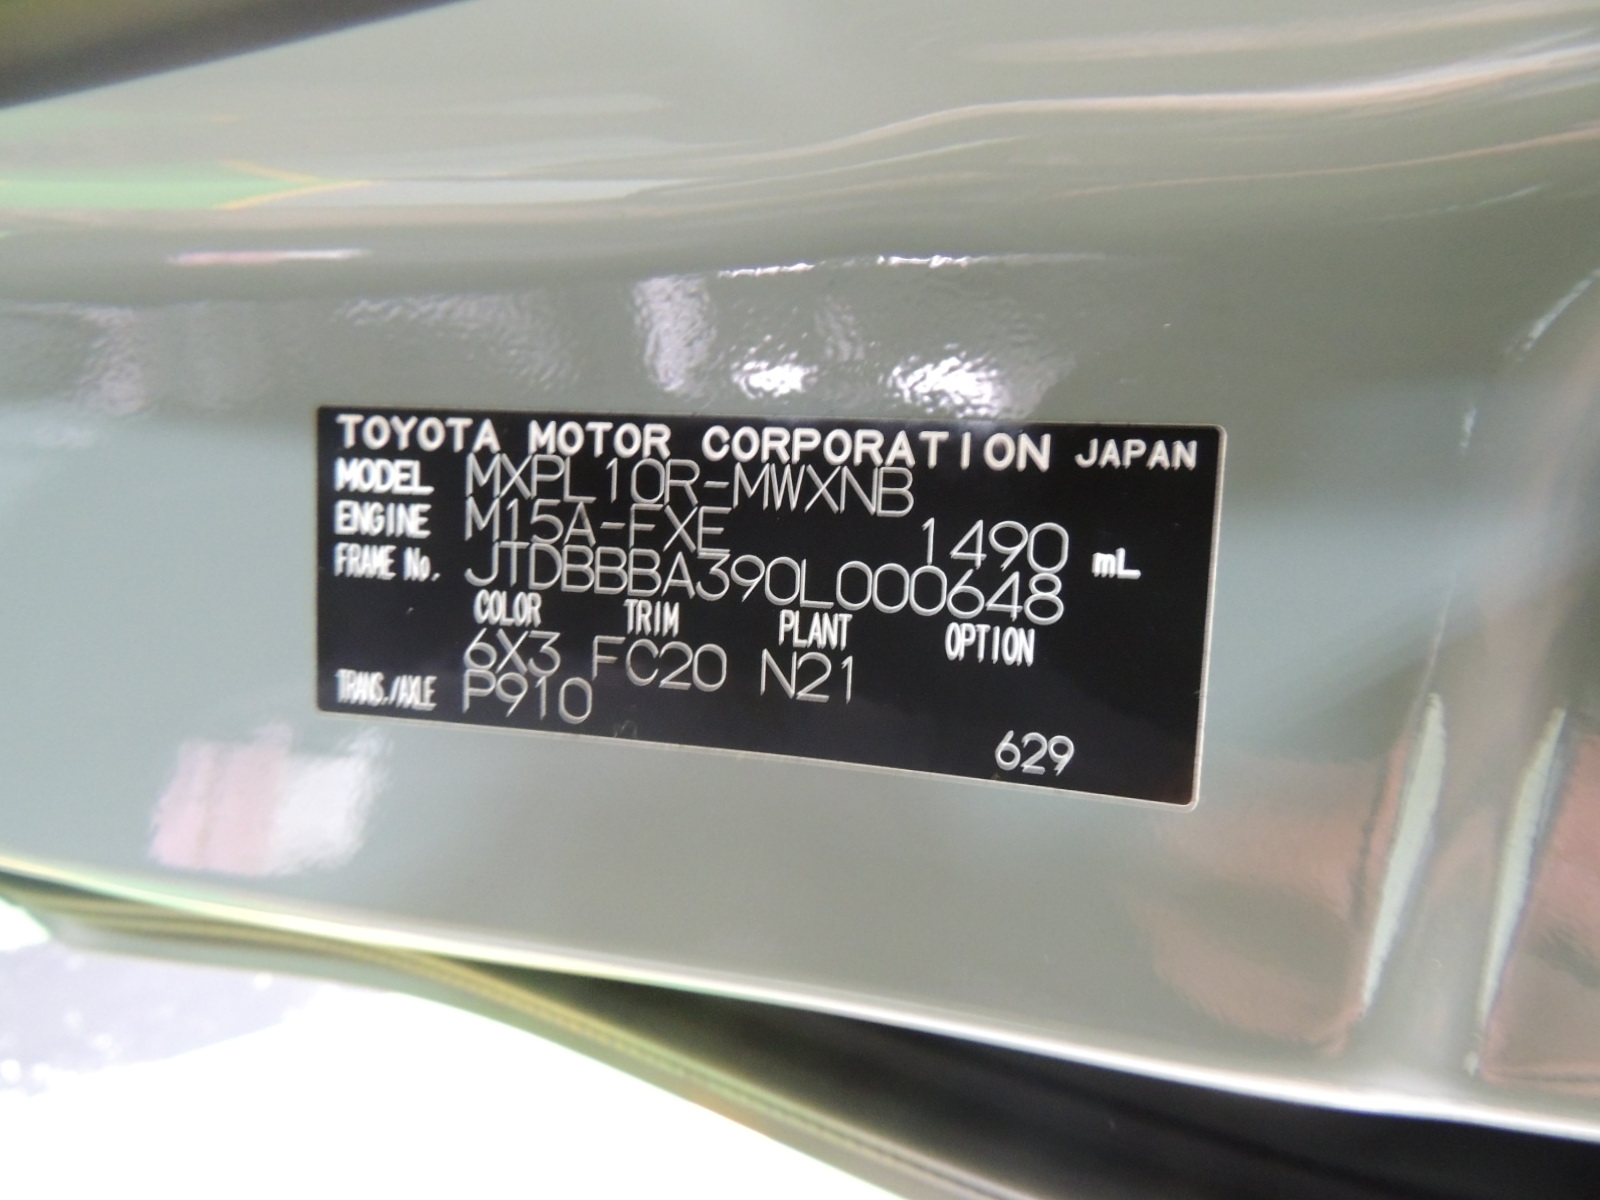 TOYOTA MOTOR CORPORATION JAPAN
MODEL MXPL10R-MWXNB
ENGINE M15A-FXE 1490 mL
FRAME No. JTDBBBBA390L000648
COLOR TRIM PLANT OPTION
6X3 FC20 N21
TRANS./AXLE P910
629